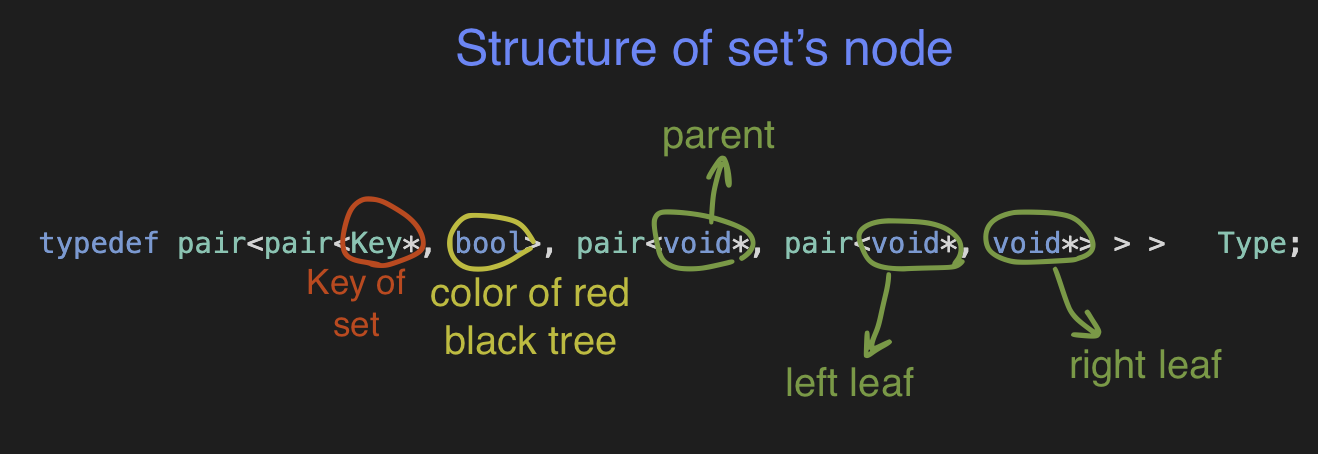 Structure of set's node
parent
typedef pair<pair<Key*, bool>, pair<void*, pair<void*, void*> > > Type;
Key of
set
color of red
black tree
left leaf
right leaf